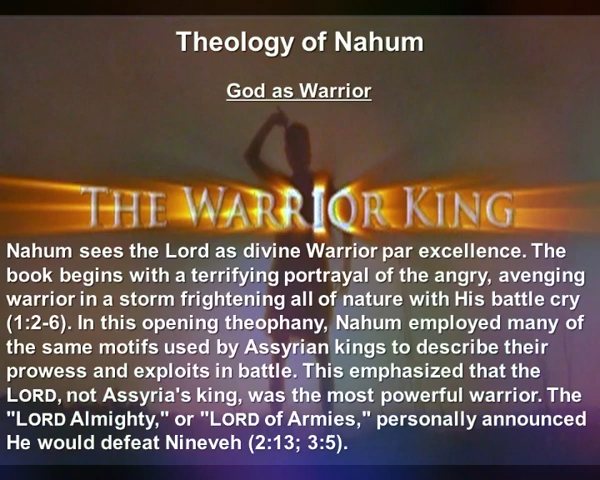 Theology of Nahum
God as Warrior
THE WARRIOR KING
Nahum sees the Lord as divine Warrior par excellence. The
book begins with a terrifying portrayal of the angry, avenging
warrior in a storm frightening all of nature with His battle cry
(1:2-6). In this opening theophany, Nahum employed many of
the same motifs used by Assyrian kings to describe their
prowess and exploits in battle. This emphasized that the
LORD, not Assyria's king, was the most powerful warrior. The
"LORD Almighty," or "LORD of Armies," personally announced
He would defeat Nineveh (2:13; 3:5).